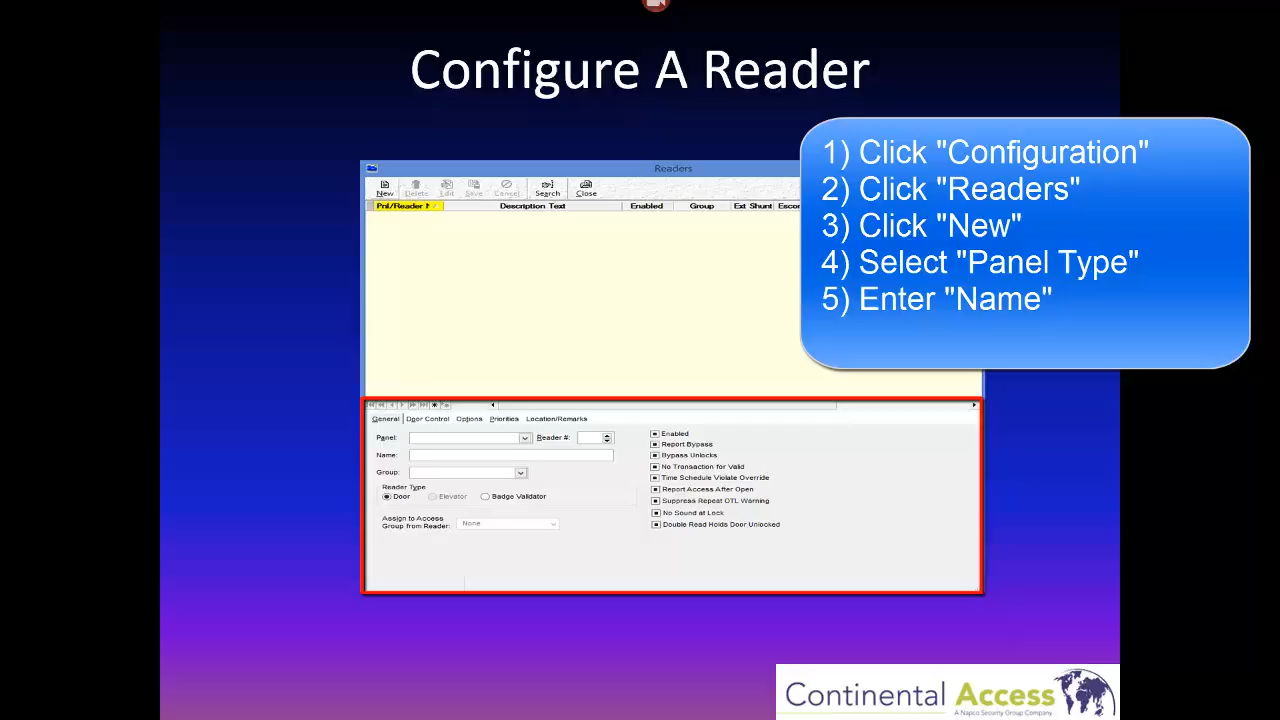 Configure A Reader
1) Click "Configuration"
2) Click "Readers"
3) Click "New"
4) Select "Panel Type"
5) Enter "Name"
Readers
New Delete Edit Save Cancel Search Close
Pnl/Reader # Description Text Enabled Group Ext Shunt Escor
General Door Control Options Priorities Location/Remarks
Panel: Reader #:
Name:
Group:
Reader Type
Door Elevator Badge Validator
Assign to Access
Group from Reader: None
Enabled
Report Bypass
Bypass Unlocks
No Transaction for Valid
Time Schedule Violate Override
Report Access After Open
Suppress Repeat OTL Warning
No Sound at Lock
Double Read Holds Door Unlocked
Continental Access
A Napco Security Group Company